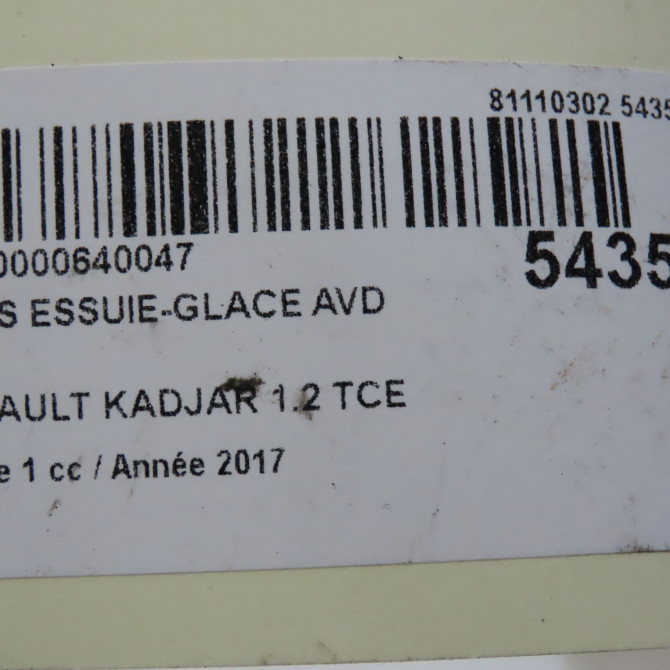 81110302 5435
0000640047
5435
S ESSUIE-GLACE AVD
AULT KADJAR 1.2 TCE
e 1 cc / Année 2017